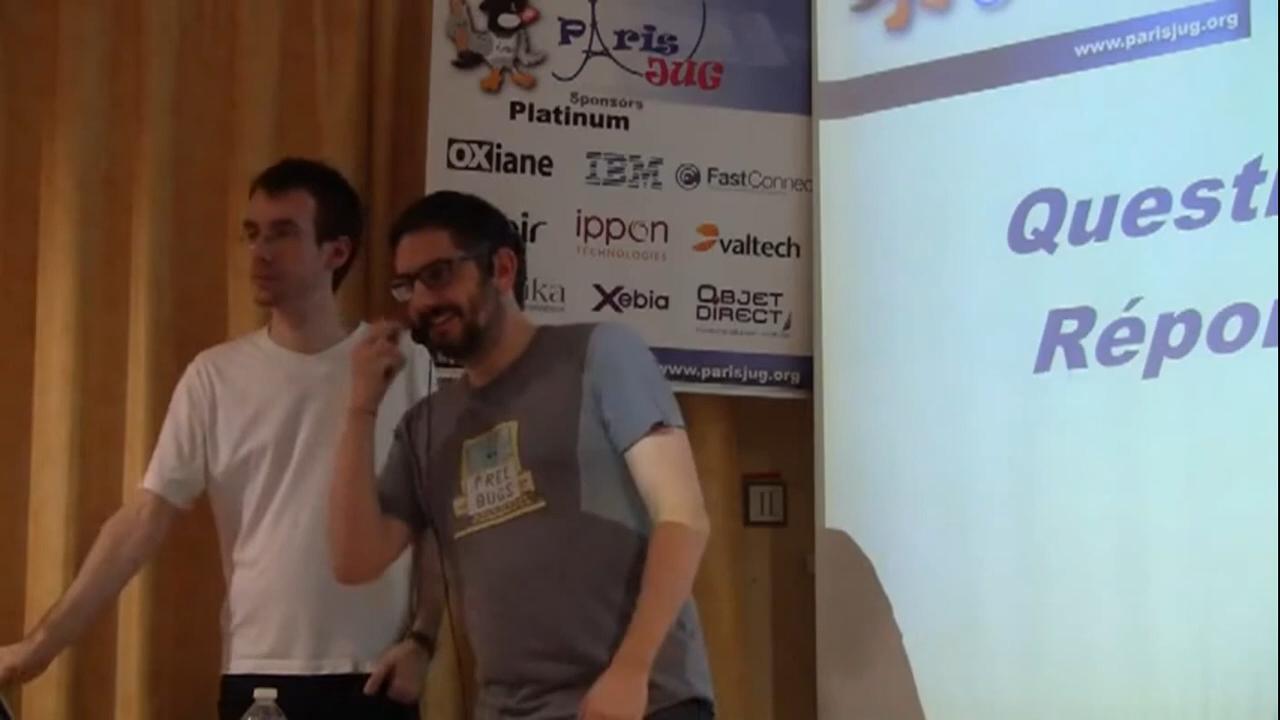 Paris
JUG
Sponsors
Platinum
OXiane
IBM
FastConnec
ippon
TECHNOLOGIES
valtech
Xebia
OBJET
DIRECT
www.parisjug.org
www.parisjug.org
Questi
Répo
FREE
BUGS